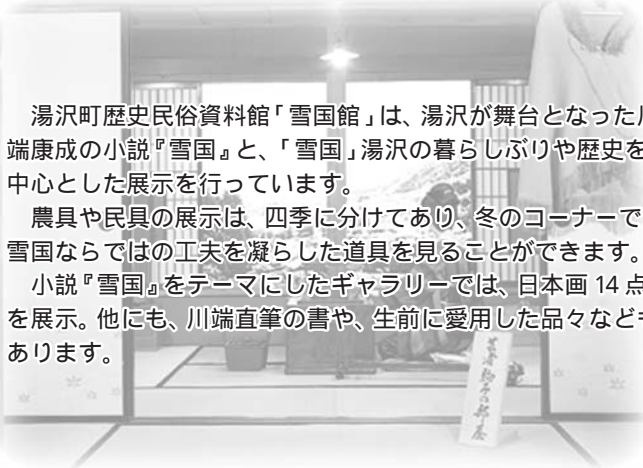 湯沢町歴史民俗資料館「雪国館」は、湯沢が舞台となった
端康成の小説『雪国』と、「雪国」湯沢の暮らしぶりや歴史を
中心とした展示を行っています。
農具や民具の展示は、四季に分けてあり、冬のコーナーで
雪国ならではの工夫を凝らした道具を見ることができます。
小説『雪国』をテーマにしたギャラリーでは、日本画 14 点
を展示。他にも、川端直筆の書や、生前に愛用した品々など
あります。
駒子の部屋